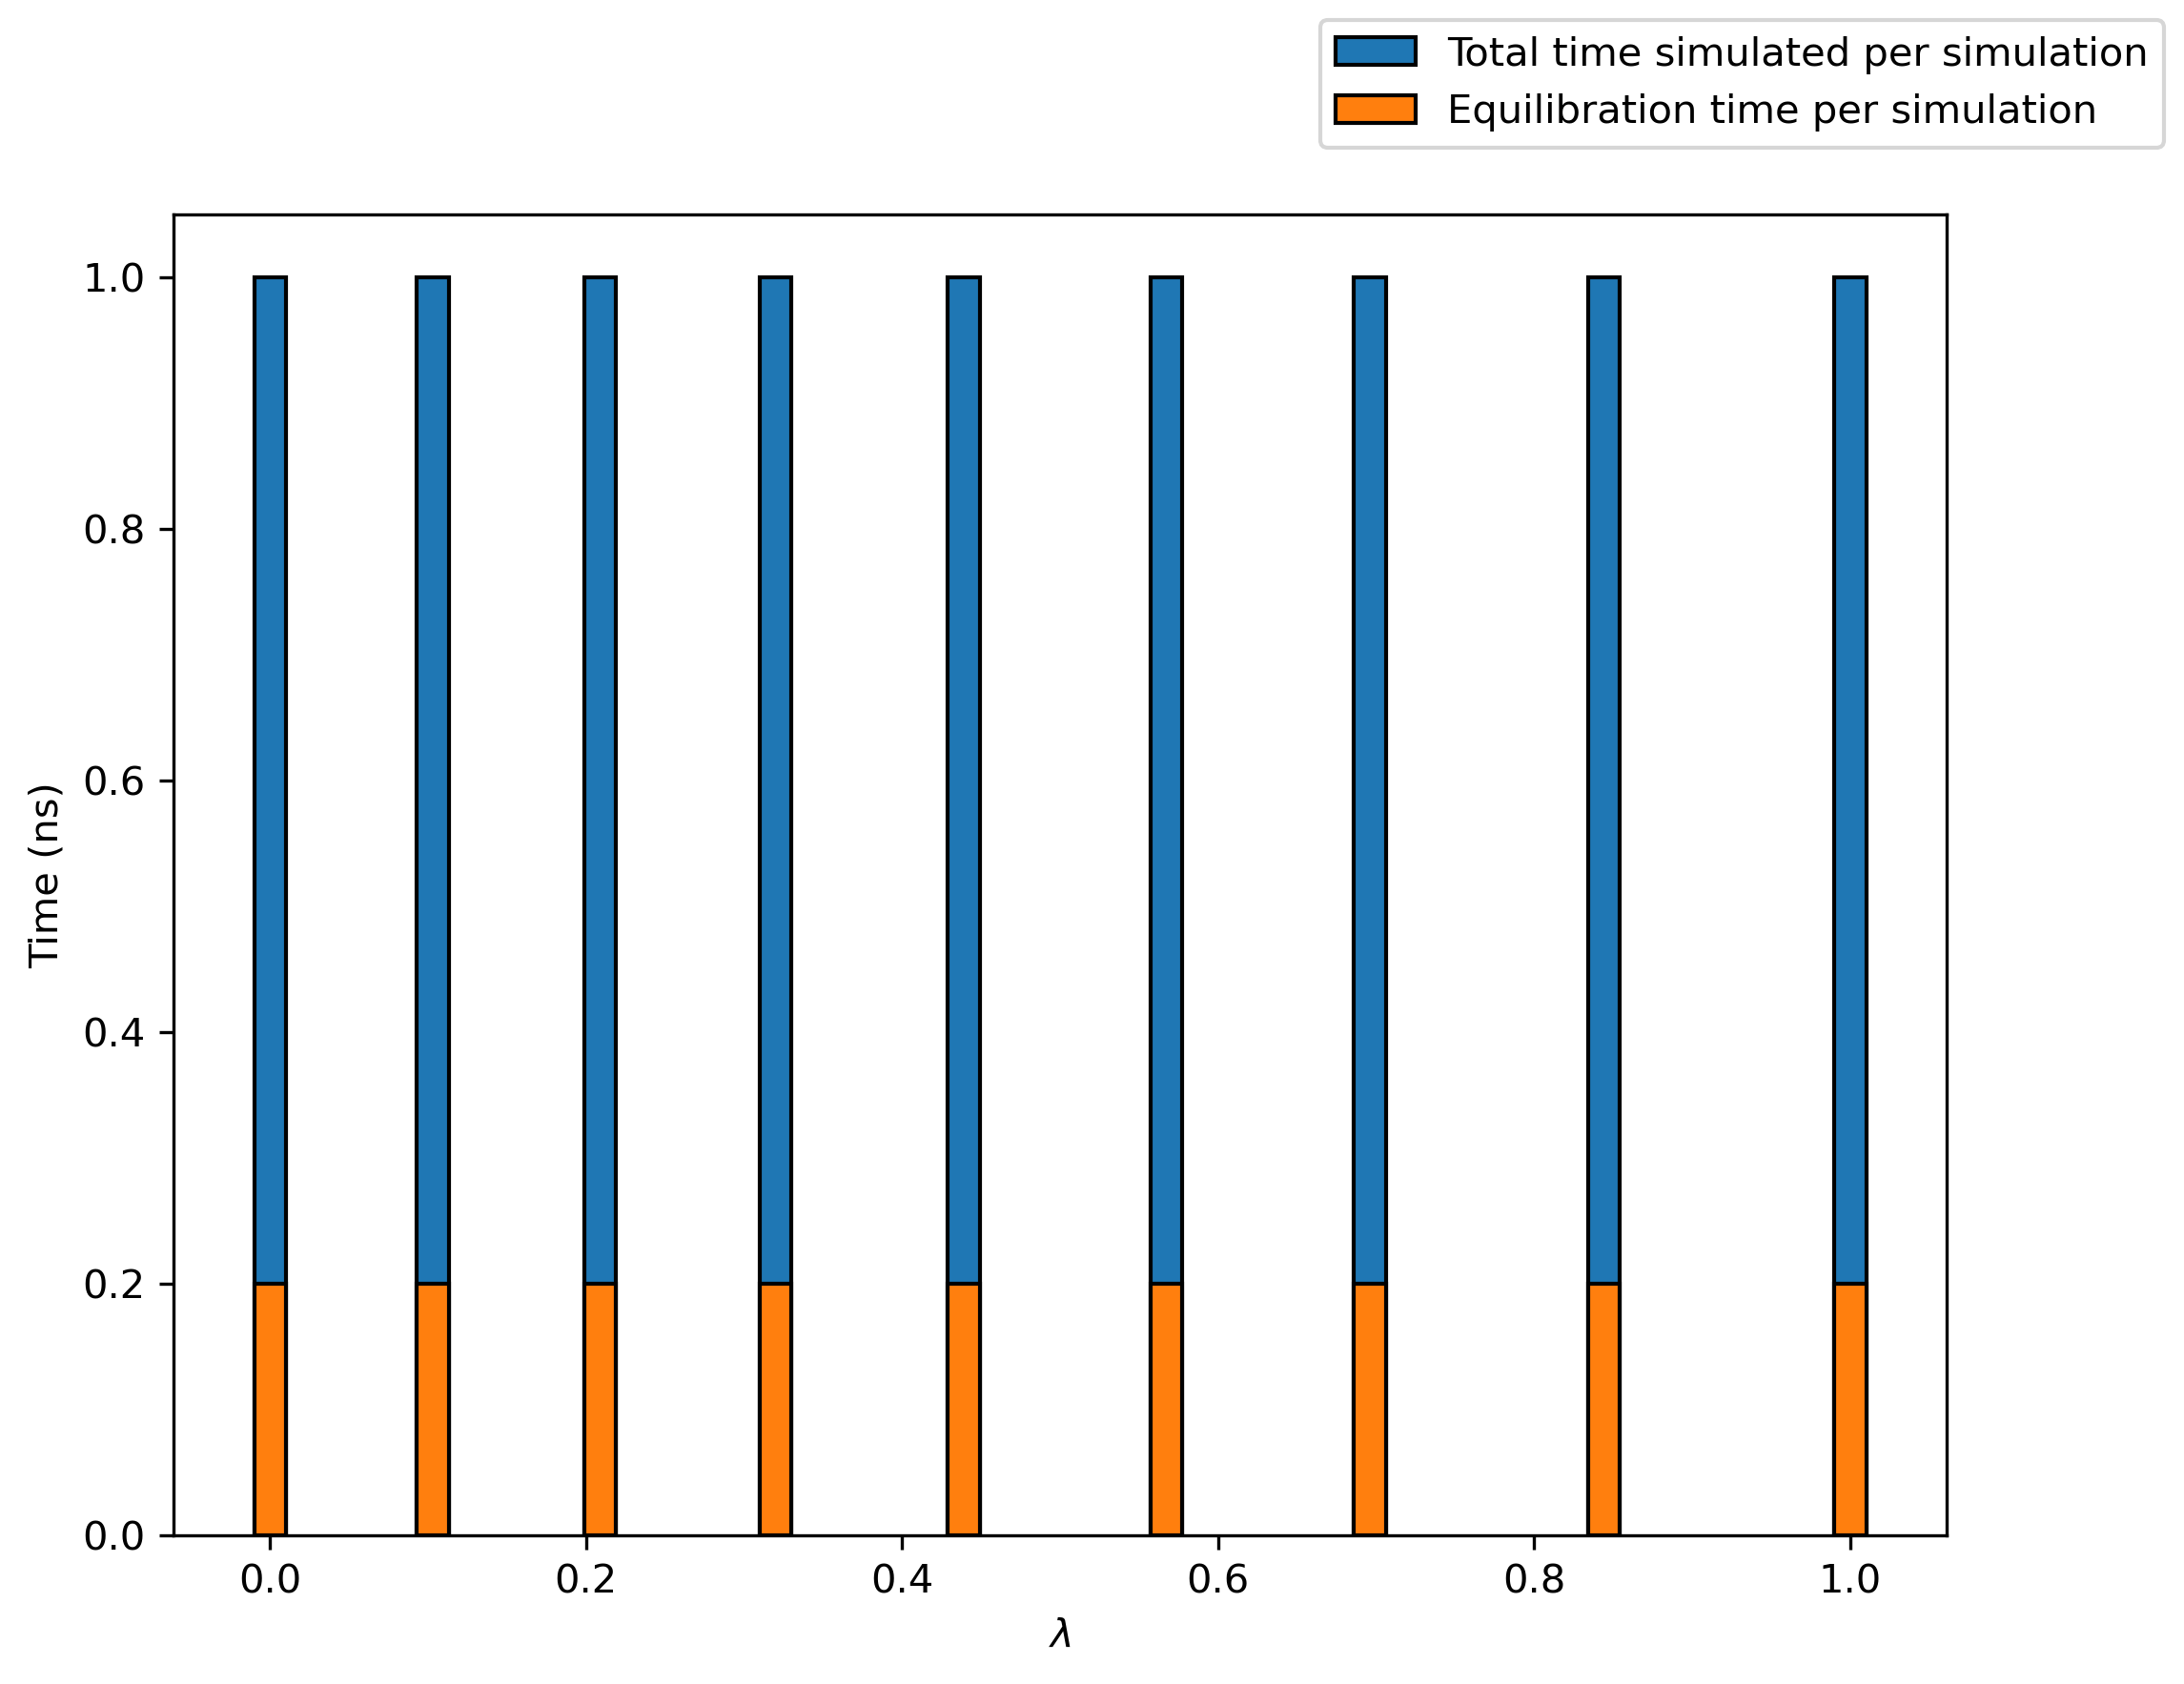 Total time simulated per simulation
Equilibration time per simulation
1.0
0.8
0.6
0.4
0.2
0.0
Time (ns)
0.0 0.2 0.4 0.6 0.8 1.0
λ